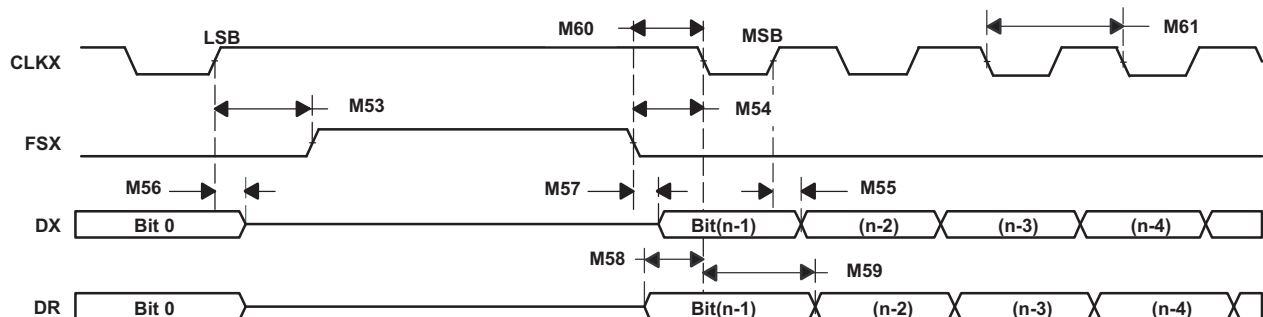 LSB M60 MSB M61
CLKX
M53 M54
FSX
M56 M57 M55
DX Bit 0 Bit(n-1) (n-2) (n-3) (n-4)
M58 M59
DR Bit 0 Bit(n-1) (n-2) (n-3) (n-4)